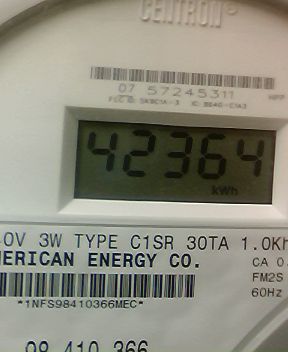 CENTRON®
07 57245311
42364
kWh
0V 3W TYPE C1SR 30TA 1.0Kh
MERICAN ENERGY CO.
CA 0.
FM2S
60Hz
*1NFS98410366MEC*
98 410 366